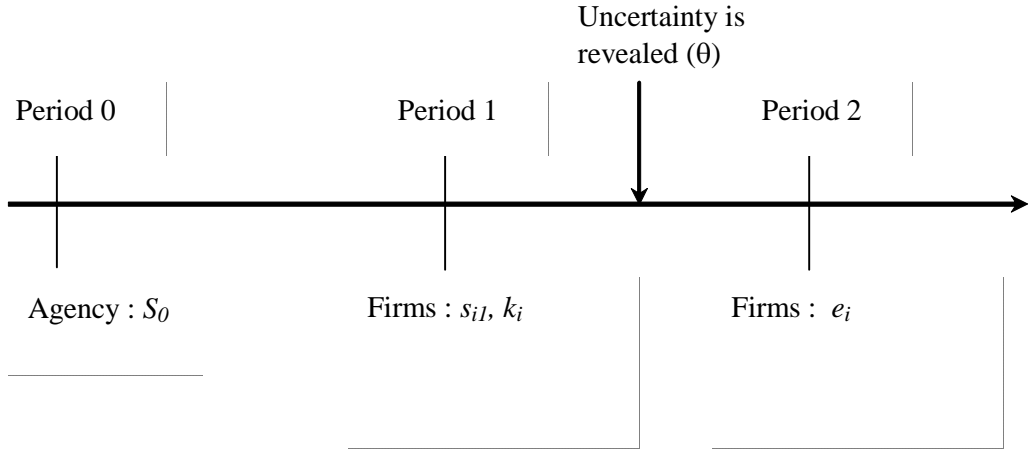 Uncertainty is
revealed (θ)
Period 0
Period 1
Period 2
Agency : S0
Firms : si1, ki
Firms : ei